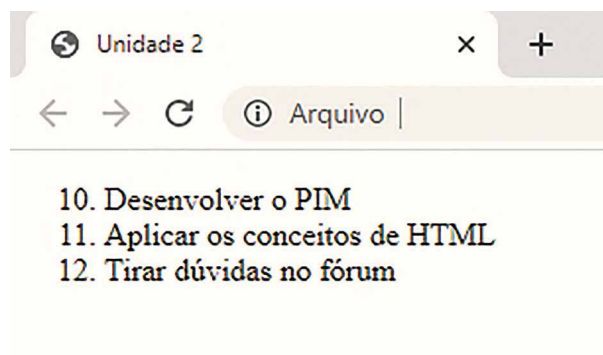 Unidade 2
Arquivo
10. Desenvolver o PIM
11. Aplicar os conceitos de HTML
12. Tirar dúvidas no fórum